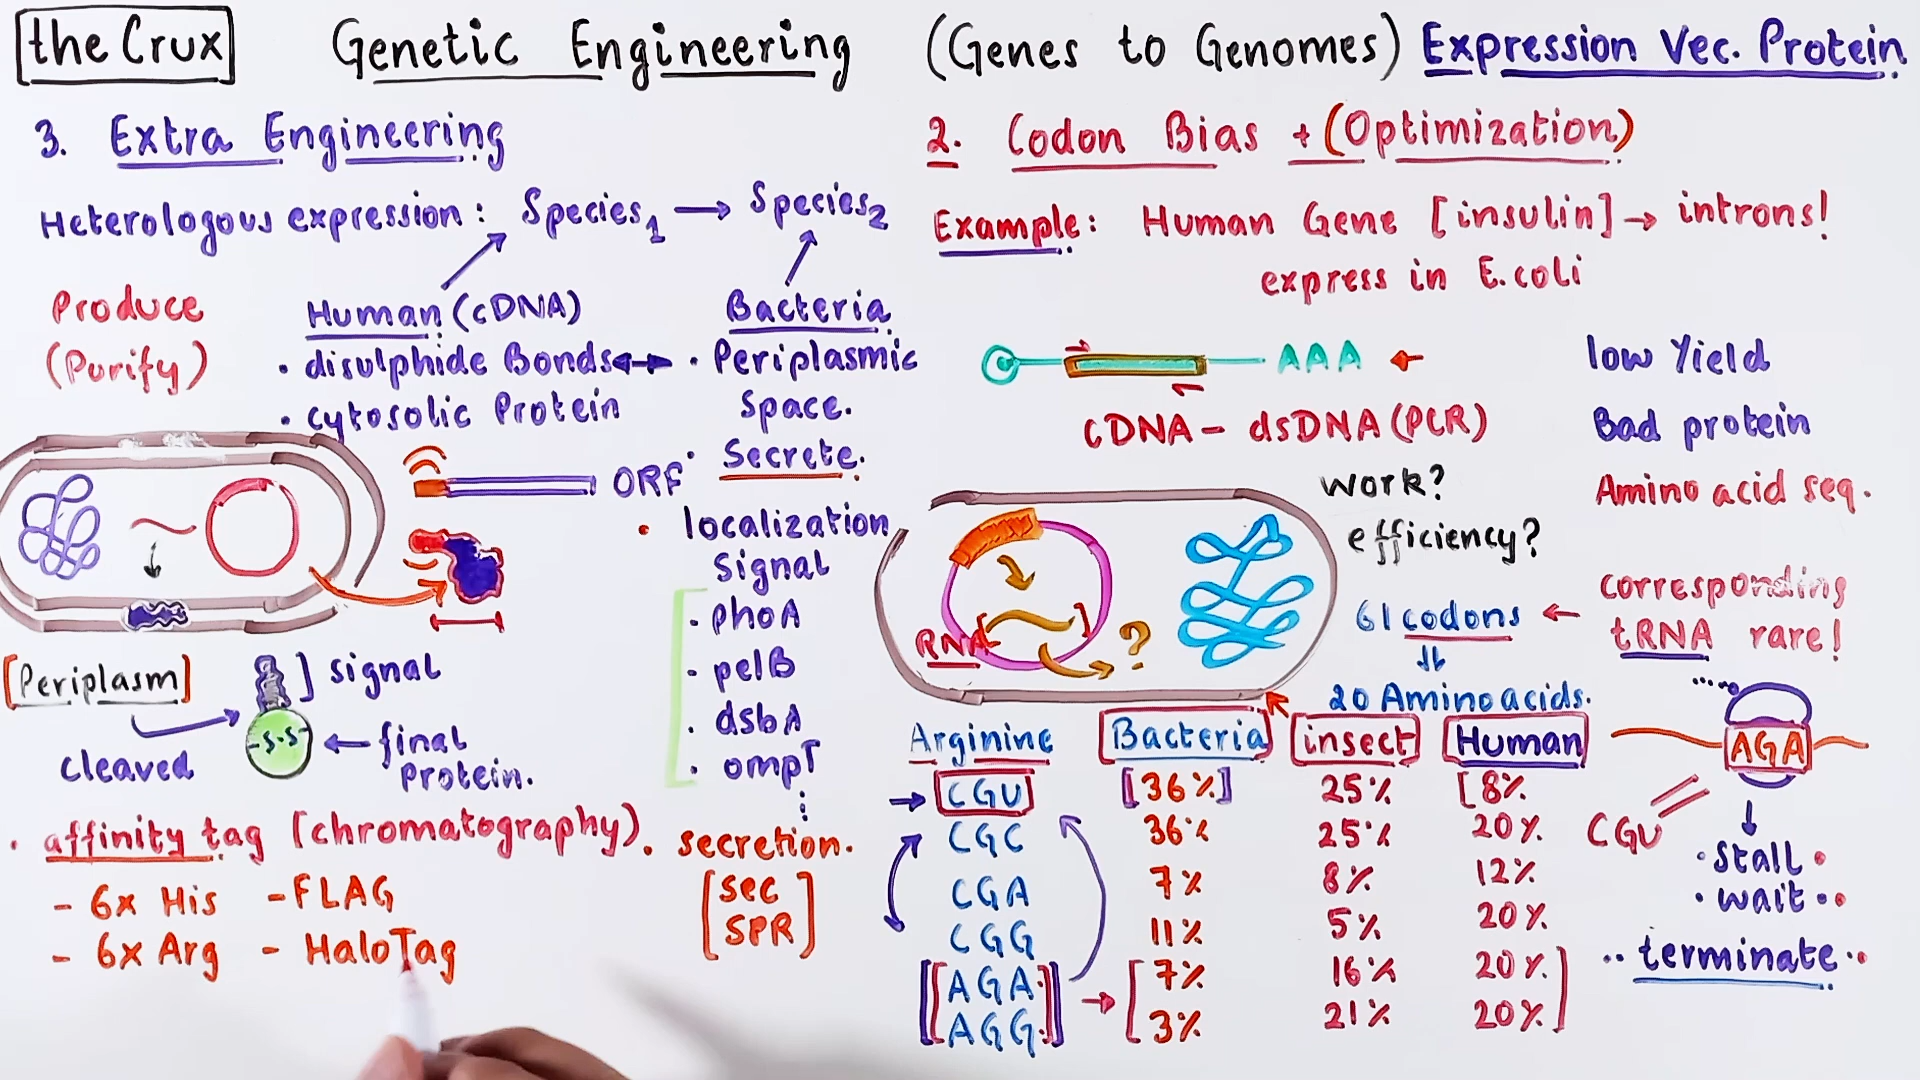 the Crux
Genetic Engineering (Genes to Genomes) Expression Vec. Protein
3. Extra Engineering
Heterologous expression: Species1 → Species2
Produce
(Purify)
Human (cDNA)
• disulphide Bonds ↔ • Periplasmic
• cytosolic Protein
Bacteria
Space.
• Secrete.
ORF
• localization
Signal
• phoA
• pelB
• dsbA
• ompT
⋮
[Periplasm]
cleaved
] signal
-S-S-
← final
Protein.
• affinity tag (chromatography).
- 6x His - FLAG
- 6x Arg - HaloTag
• secretion.
[SEC
SPR]
2. Codon Bias + (Optimization)
Example: Human Gene [insulin] → introns!
express in E.coli
AAA ←
cDNA - dsDNA (PCR)
low Yield
Bad protein
Amino acid seq.
work?
efficiency?
RNA
?
61 codons ← corresponding
tRNA rare!
20 Aminoacids.
Arginine Bacteria insect Human
→ CGU [36%] 25% [8%
CGC 36% 25% 20%
CGA 7% 8% 12%
CGG 11% 5% 20%
[[AGA 7% 16% 20%
AGG]] → [3% 21% 20%]
AGA
CGU
• Stall •
• wait ••
•• terminate ••